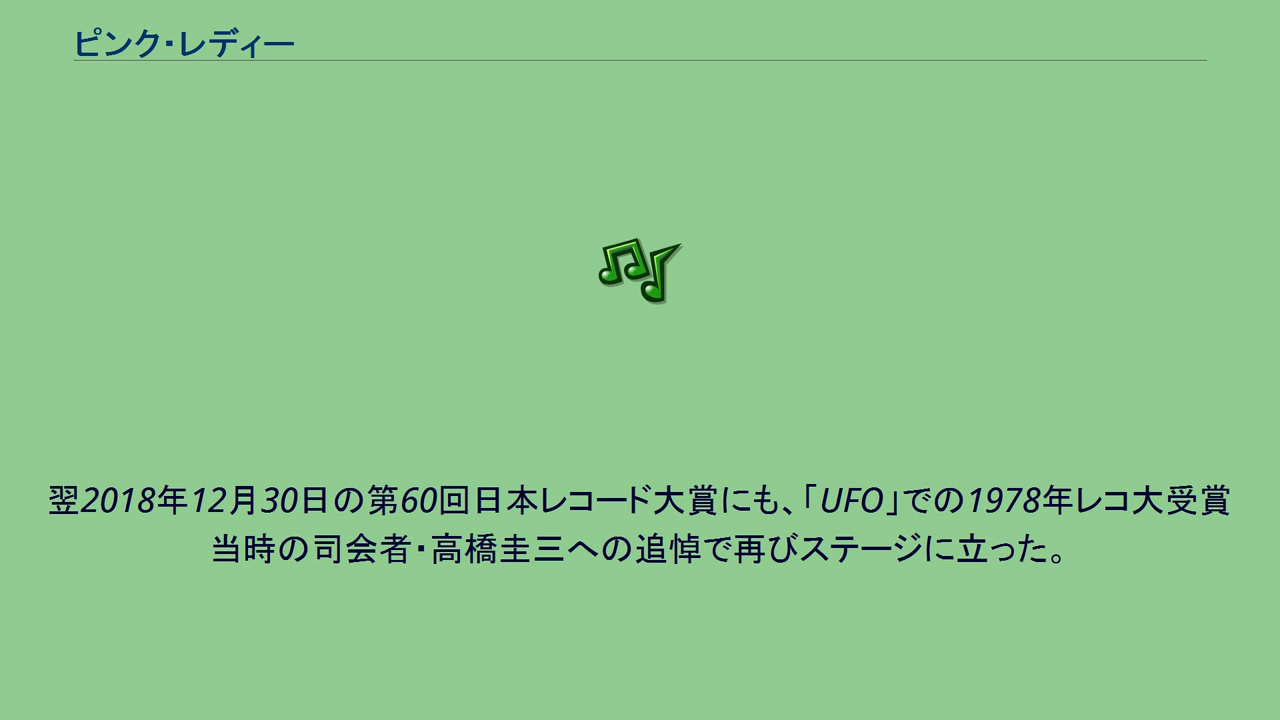 ピンク・レディー
翌2018年12月30日の第60回日本レコード大賞にも、「UFO」での1978年レコ大受賞
当時の司会者・高橋圭三への追悼で再びステージに立った。